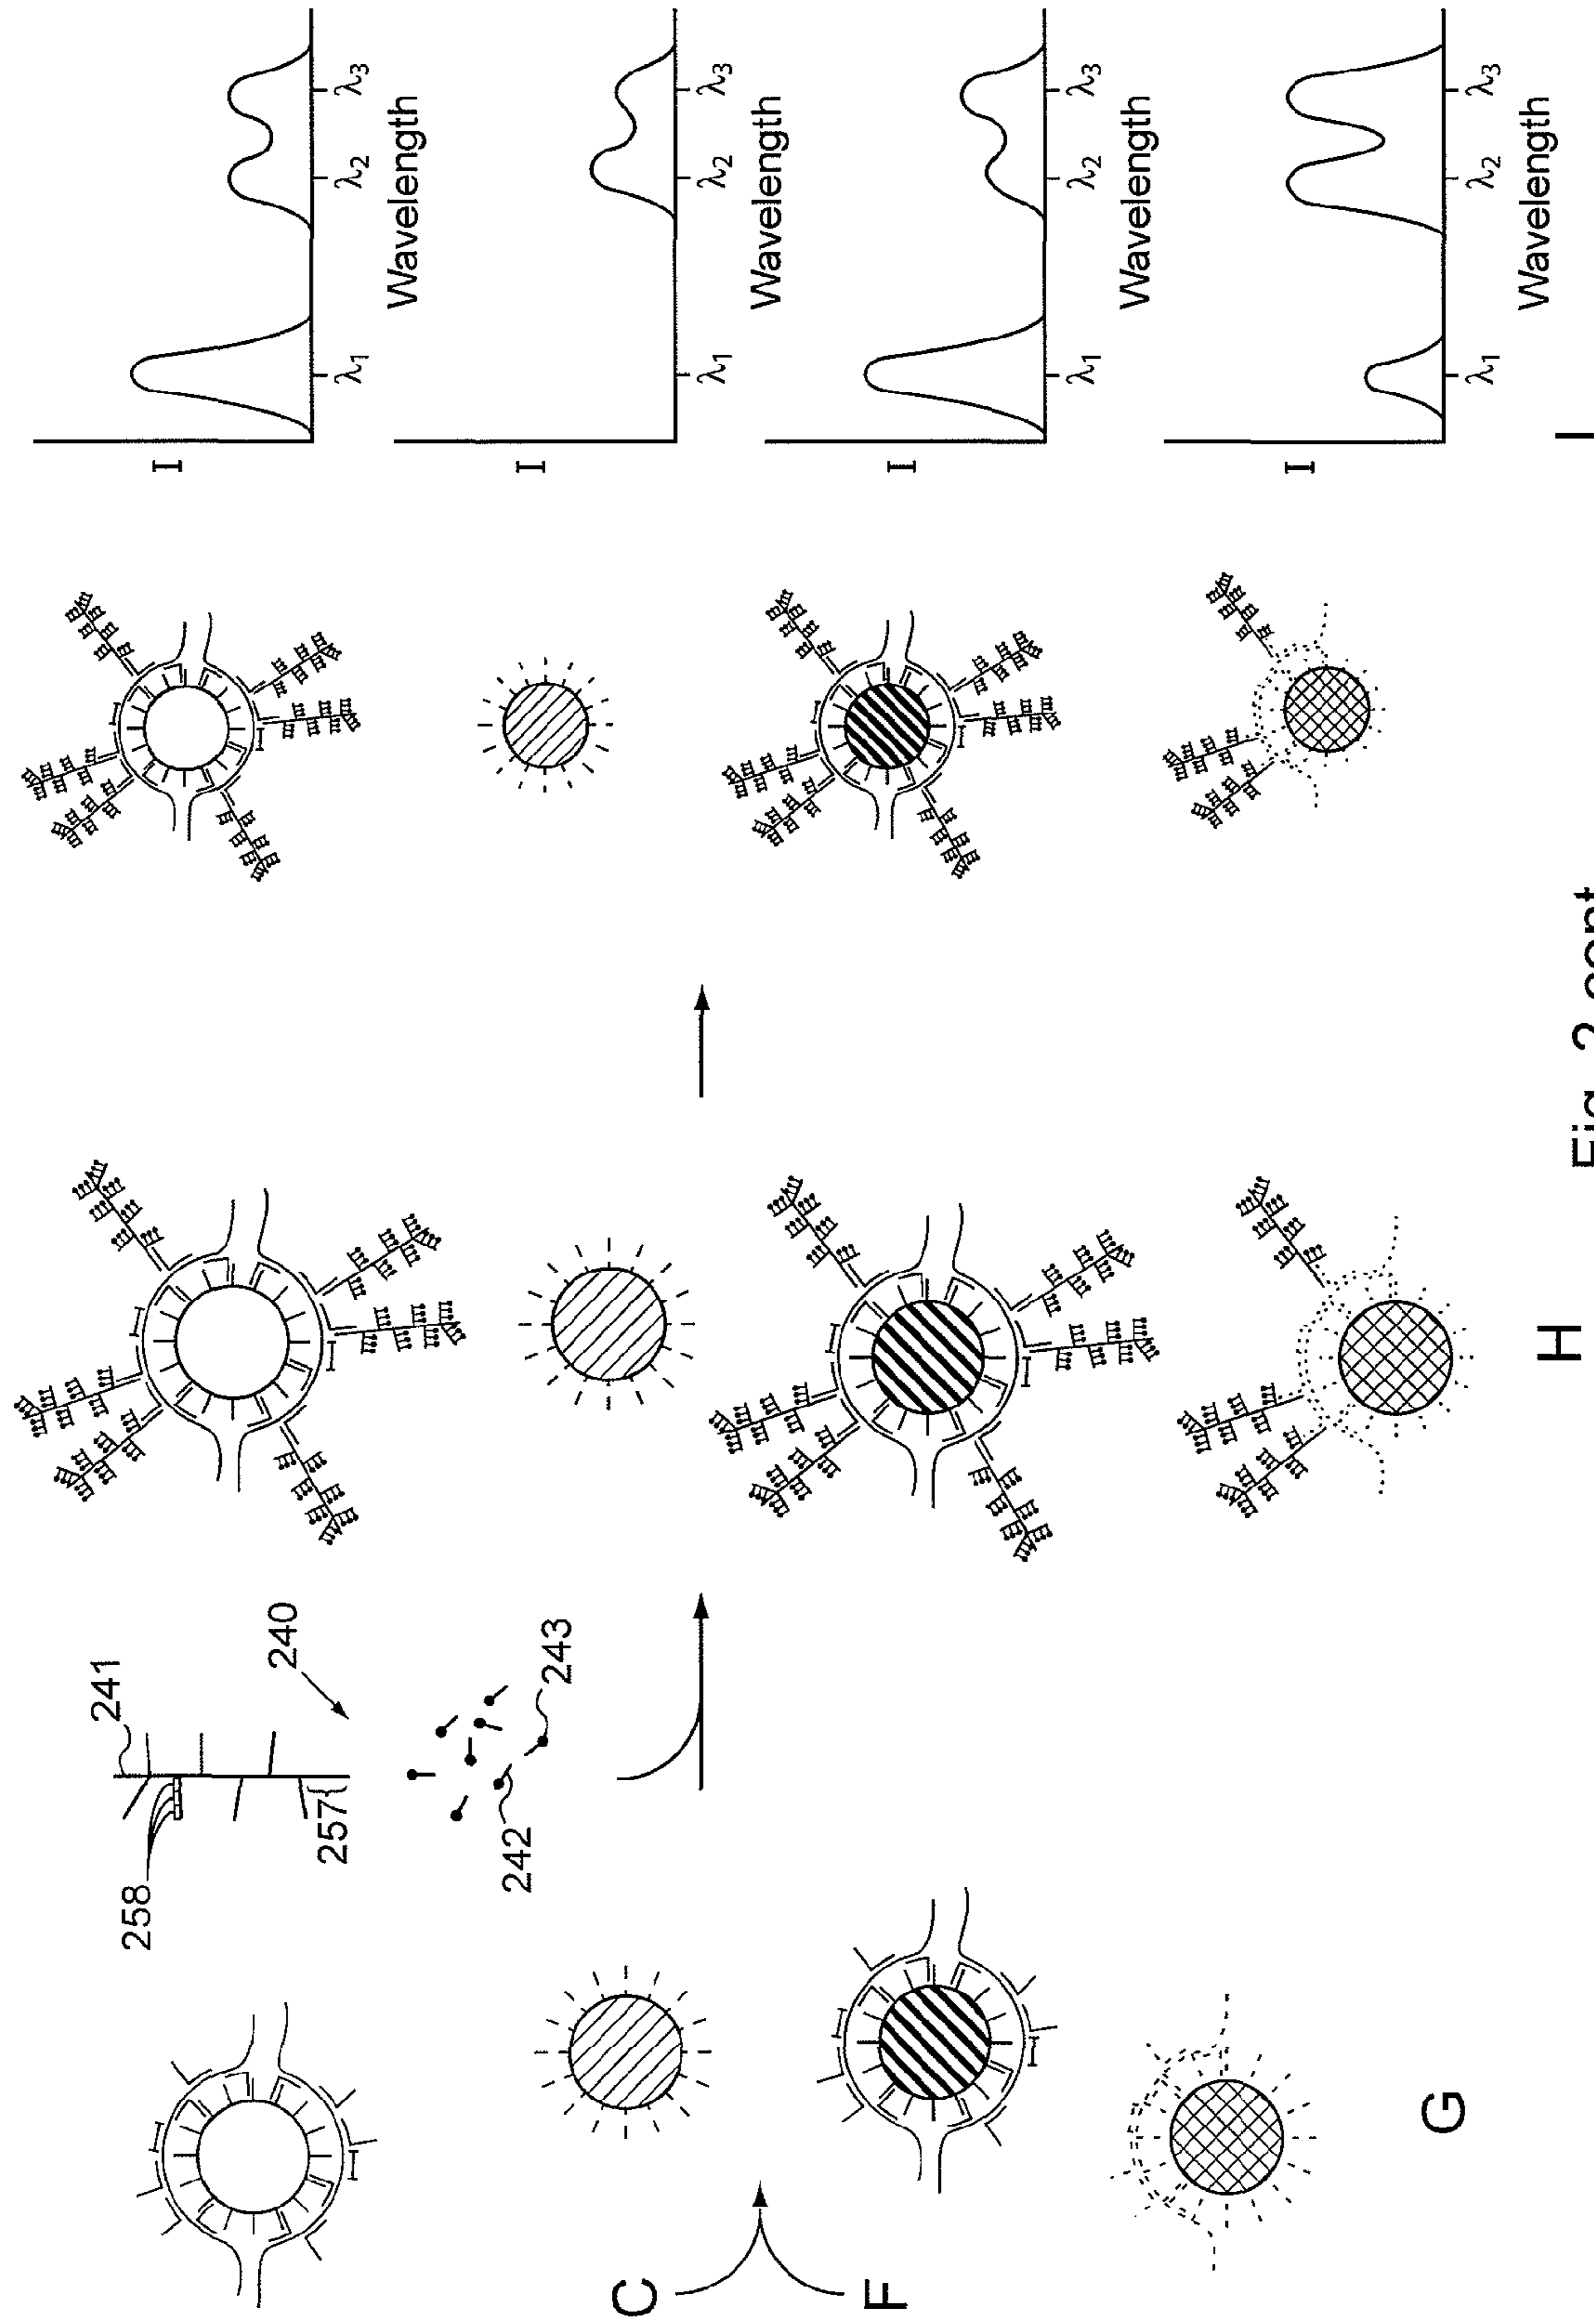 241
258
I
240
257
λ1 λ2 λ3
Wavelength
242
I
243
C
λ1 λ2 λ3
Wavelength
F
I
λ1 λ2 λ3
Wavelength
I
G
λ1 λ2 λ3
Wavelength
H
I
Fig. 2 cont